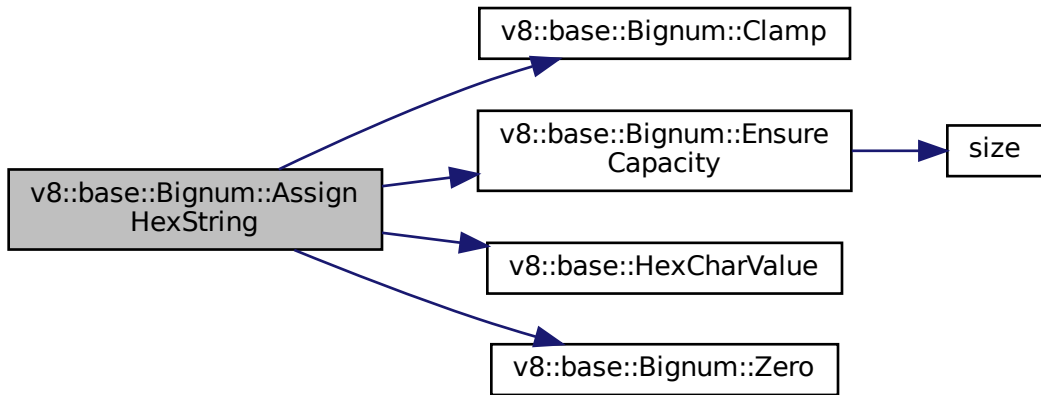 v8::base::Bignum::Clamp
v8::base::Bignum::Ensure
Capacity
size
v8::base::Bignum::Assign
HexString
v8::base::HexCharValue
v8::base::Bignum::Zero